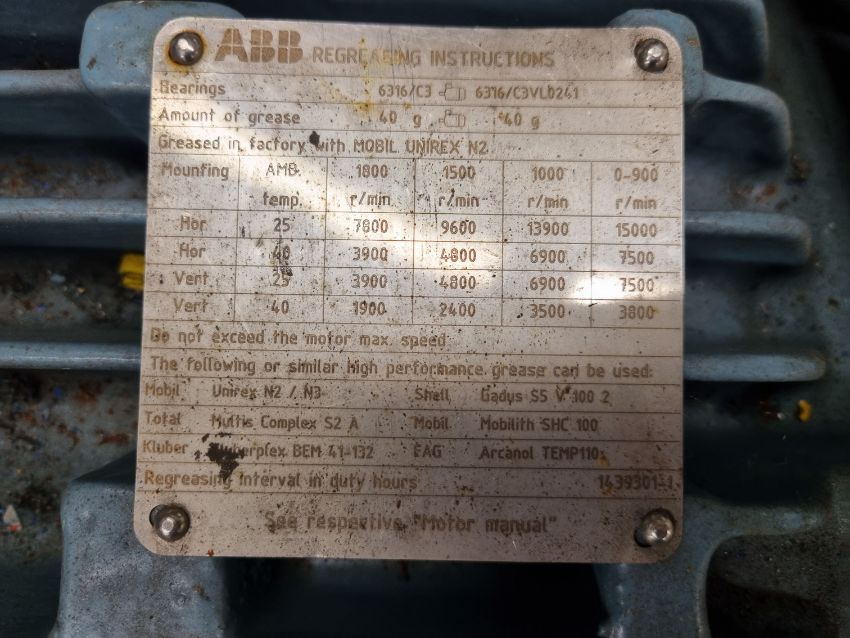 ABB REGREASING INSTRUCTIONS
Bearings 6316/C3 6316/C3VL0241
Amount of grease 40 g 40 g
Greased in factory with MOBIL UNIREX N2
Mounting AMB. 1800 1500 1000 0-900
temp. r/min r/min r/min r/min
Hor 25 7800 9600 13900 15000
Hor 40 3900 4800 6900 7500
Vert 25 3900 4800 6900 7500
Vert 40 1900 2400 3500 3800
Do not exceed the motor max. speed
The following or similar high performance grease can be used:
Mobil Unirex N2 / N3 Shell Gadus S5 V 100 2
Total Multis Complex S2 A Mobil Mobilith SHC 100
Kluber Kluberplex BEM 41-132 FAG Arcanol TEMP110
Regreasing interval in duty hours
See respective "Motor manual"